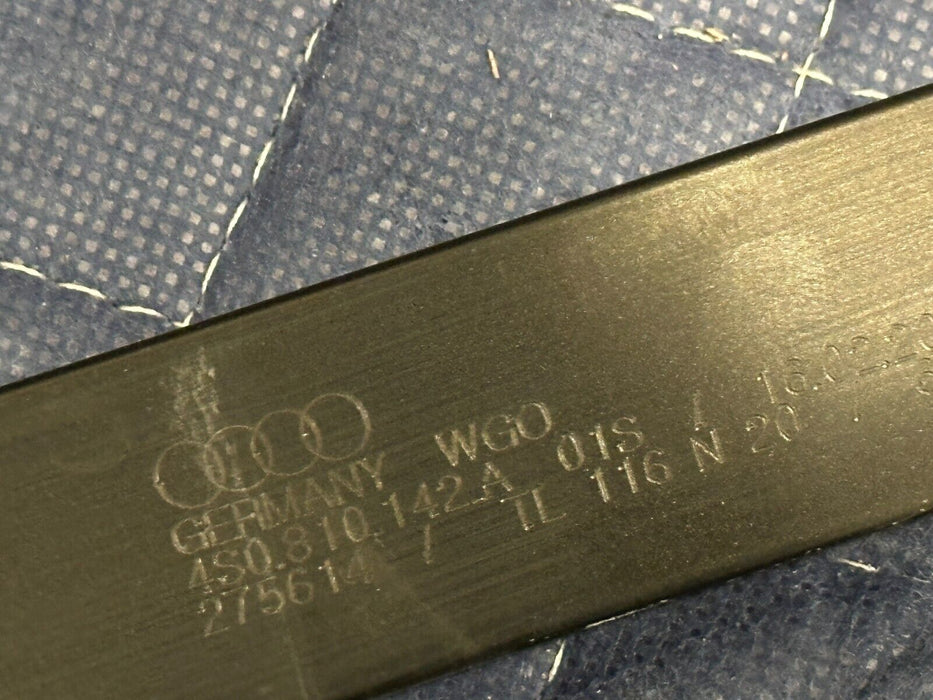 GERMANY WGO
4S0.810.142.A 01S /
275614 / TL 116 N 20